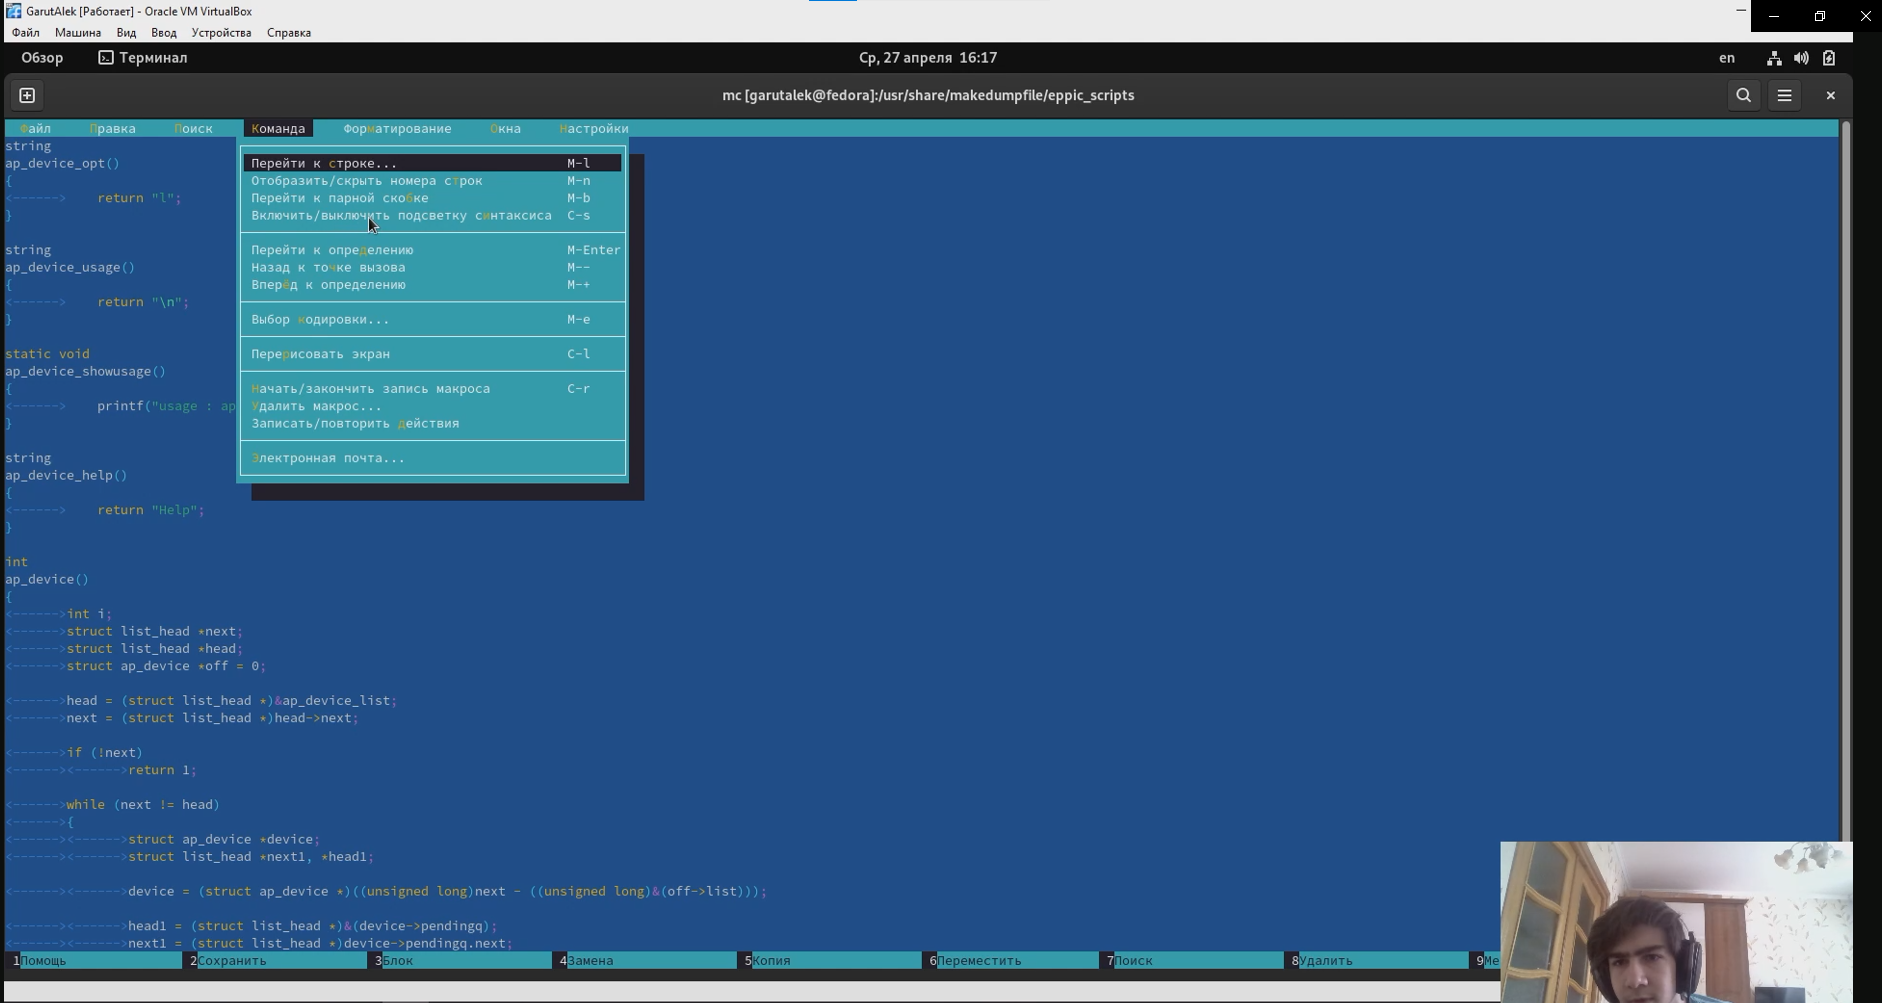 GarutAlek [Работает] - Oracle VM VirtualBox
Файл Машина Вид Ввод Устройства Справка
Обзор Терминал Ср, 27 апреля 16:17 en
mc [garutalek@fedora]:/usr/share/makedumpfile/eppic_scripts
Файл Правка Поиск Команда Форматирование Окна Настройки
string
ap_device_opt()
{
<------> return "l";
}
string
ap_device_usage()
{
<------> return "\n";
}
static void
ap_device_showusage()
{
<------> printf("usage : ap
}
string
ap_device_help()
{
<------> return "Help";
}
int
ap_device()
{
<------>int i;
<------>struct list_head *next;
<------>struct list_head *head;
<------>struct ap_device *off = 0;
<------>head = (struct list_head *)&ap_device_list;
<------>next = (struct list_head *)head->next;
<------>if (!next)
<------><------>return 1;
<------>while (next != head)
<------>{
<------><------>struct ap_device *device;
<------><------>struct list_head *next1, *head1;
<------><------>device = (struct ap_device *)((unsigned long)next - ((unsigned long)&(off->list)));
<------><------>head1 = (struct list_head *)&(device->pendingq);
<------><------>next1 = (struct list_head *)device->pendingq.next;
Перейти к строке... M-l
Отобразить/скрыть номера строк M-n
Перейти к парной скобке M-b
Включить/выключить подсветку синтаксиса C-s
Перейти к определению M-Enter
Назад к точке вызова M--
Вперёд к определению M-+
Выбор кодировки... M-e
Перерисовать экран C-l
Начать/закончить запись макроса C-r
Удалить макрос...
Записать/повторить действия
Электронная почта...
1Помощь 2Сохранить 3Блок 4Замена 5Копия 6Переместить 7Поиск 8Удалить 9Ме